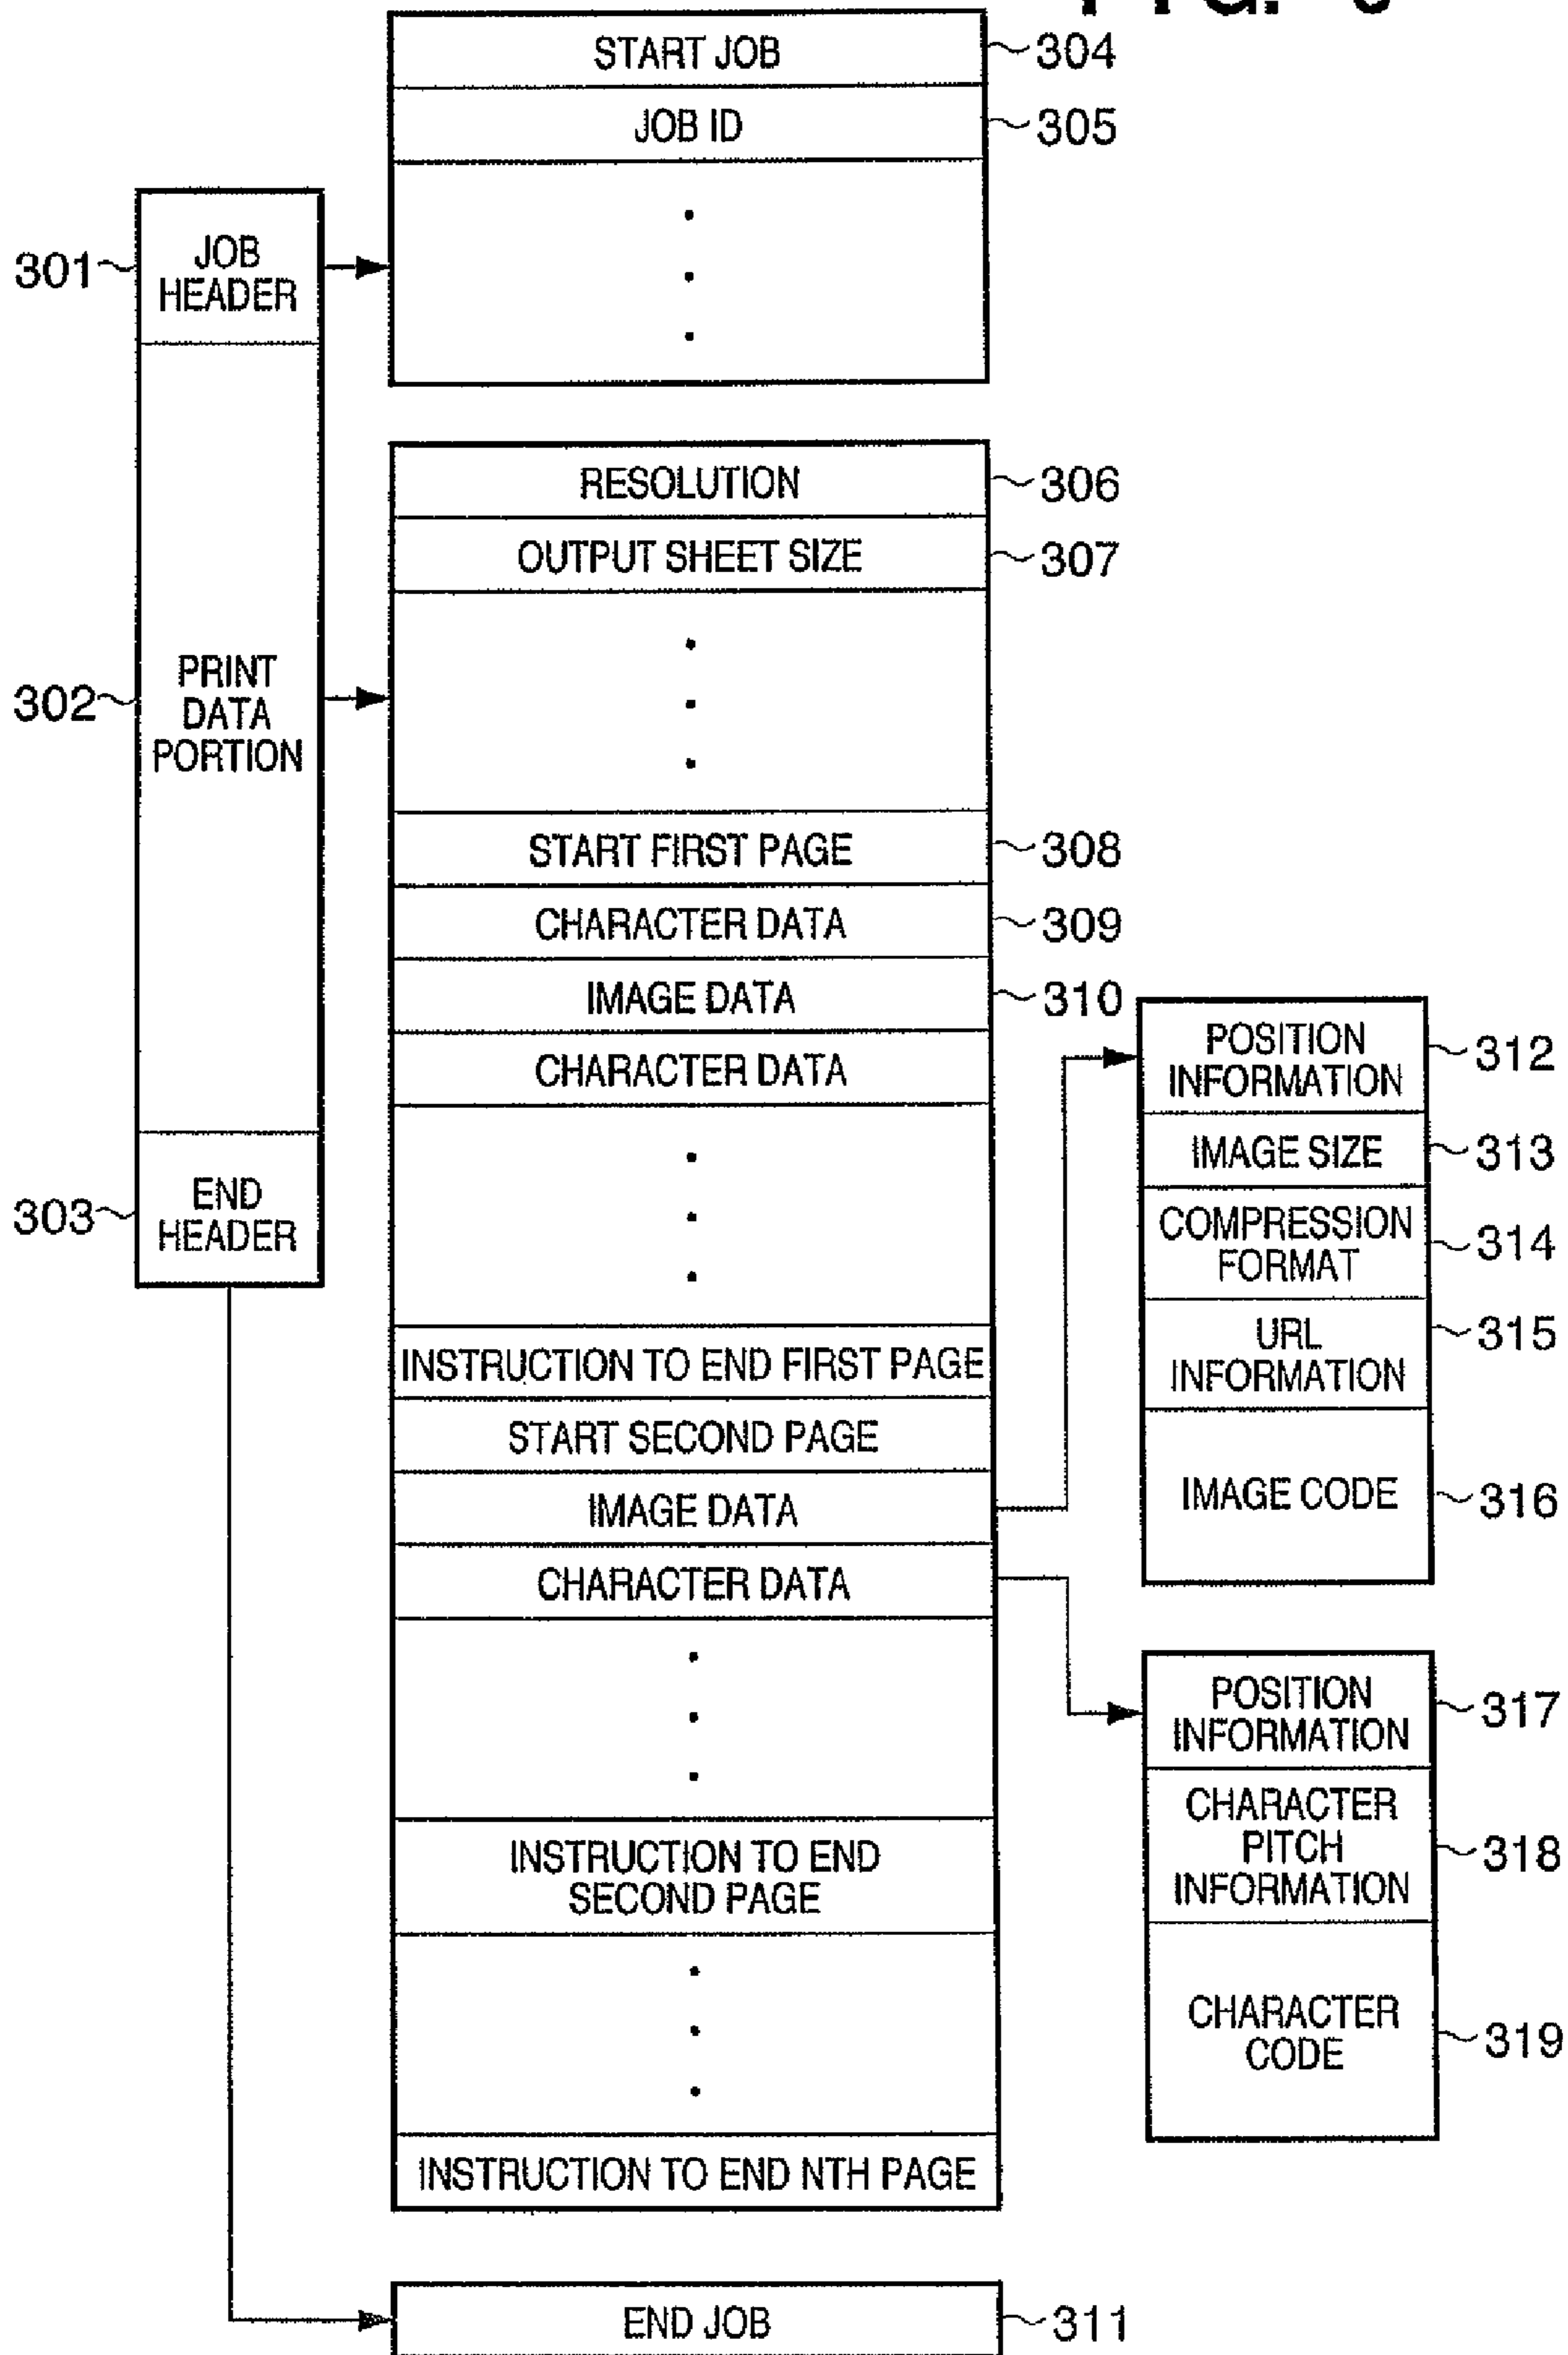 START JOB
304
JOB ID
305
301
JOB
HEADER
RESOLUTION
306
OUTPUT SHEET SIZE
307
302
PRINT
DATA
PORTION
START FIRST PAGE
308
CHARACTER DATA
309
IMAGE DATA
310
CHARACTER DATA
303
END
HEADER
INSTRUCTION TO END FIRST PAGE
START SECOND PAGE
IMAGE DATA
CHARACTER DATA
INSTRUCTION TO END
SECOND PAGE
INSTRUCTION TO END NTH PAGE
END JOB
311
POSITION
INFORMATION
312
IMAGE SIZE
313
COMPRESSION
FORMAT
314
URL
INFORMATION
315
IMAGE CODE
316
POSITION
INFORMATION
317
CHARACTER
PITCH
INFORMATION
318
CHARACTER
CODE
319